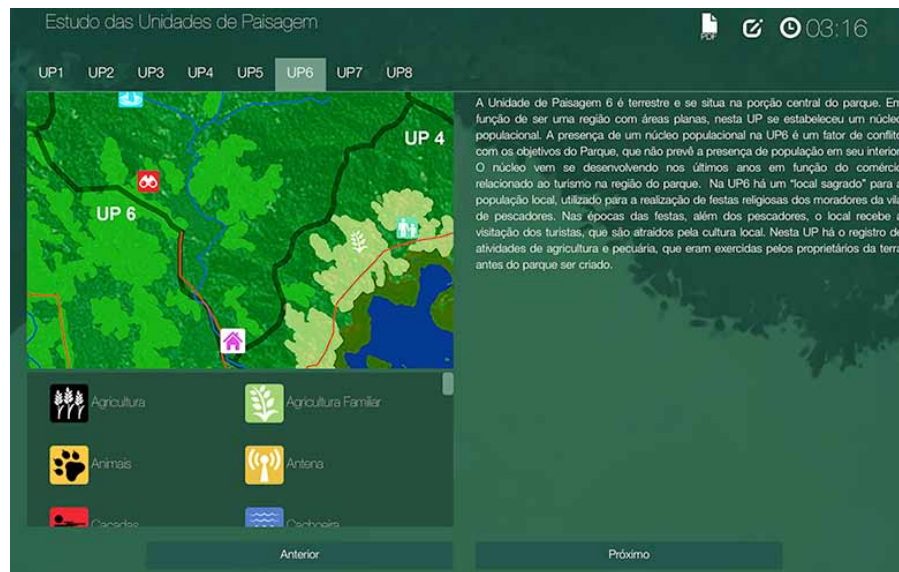 Estudo das Unidades de Paisagem
PDF
03:16
UP1 UP2 UP3 UP4 UP5 UP6 UP7 UP8
UP 4
UP 6
A Unidade de Paisagem 6 é terrestre e se situa na porção central do parque. Em
função de ser uma região com áreas planas, nesta UP se estabeleceu um núcleo
populacional. A presença de um núcleo populacional na UP6 é um fator de conflito
com os objetivos do Parque, que não prevê a presença de população em seu interior.
O núcleo vem se desenvolvendo nos últimos anos em função do comércio
relacionado ao turismo na região do parque. Na UP6 há um "local sagrado" para a
população local, utilizado para a realização de festas religiosas dos moradores da vila
de pescadores. Nas épocas das festas, além dos pescadores, o local recebe a
visitação dos turistas, que são atraidos pela cultura local. Nesta UP há o registro de
atividades de agricultura e pecuária, que eram exercidas pelos proprietários da terra
antes do parque ser criado.
Agricultura
Agricultura Familiar
Animais
Antena
Caçadas
Cachoeira
Anterior
Próximo